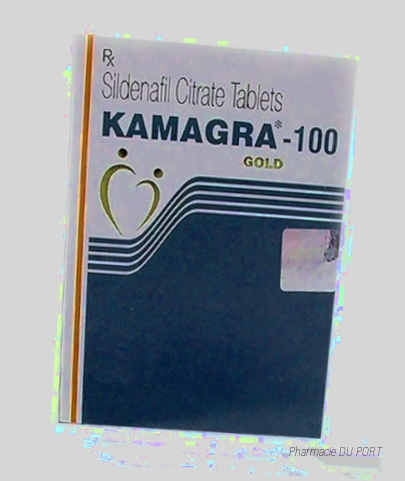 Rx
Sildenafil Citrate Tablets
KAMAGRA*-100
GOLD
Pharmacie DU PORT